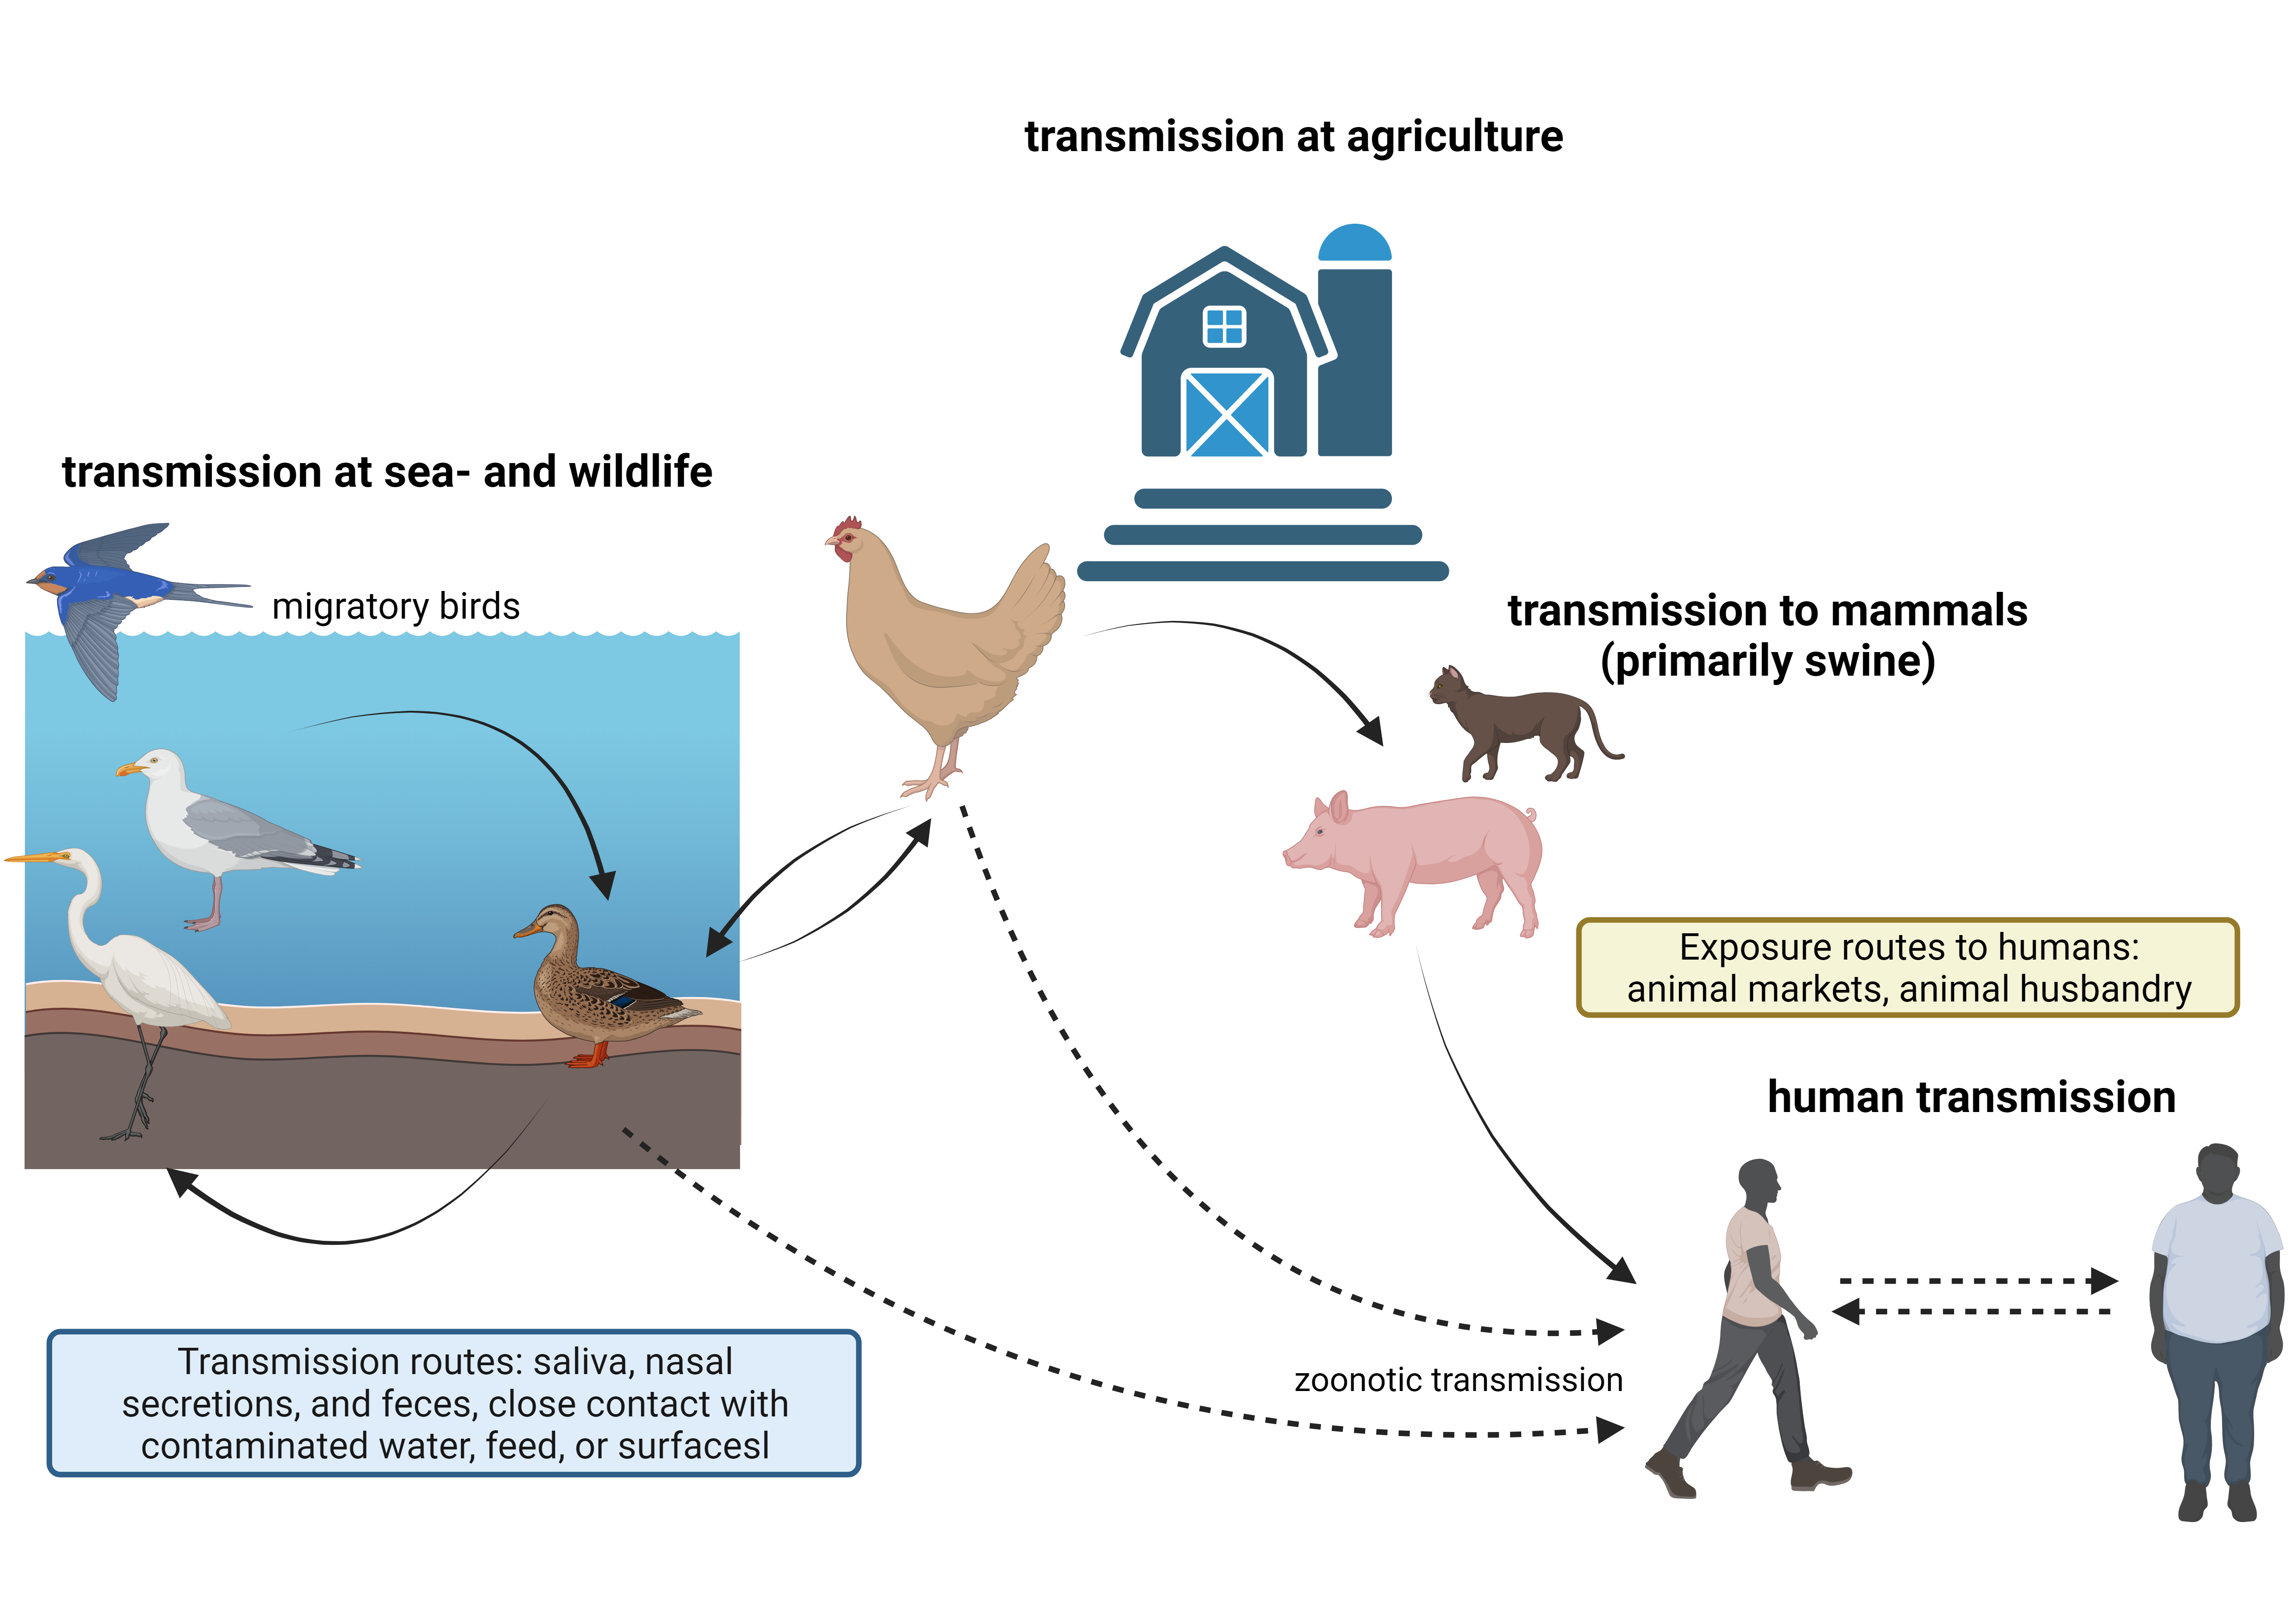 transmission at agriculture
transmission at sea- and wildlife
migratory birds
transmission to mammals
(primarily swine)
Exposure routes to humans:
animal markets, animal husbandry
human transmission
zoonotic transmission
Transmission routes: saliva, nasal
secretions, and feces, close contact with
contaminated water, feed, or surfacesl